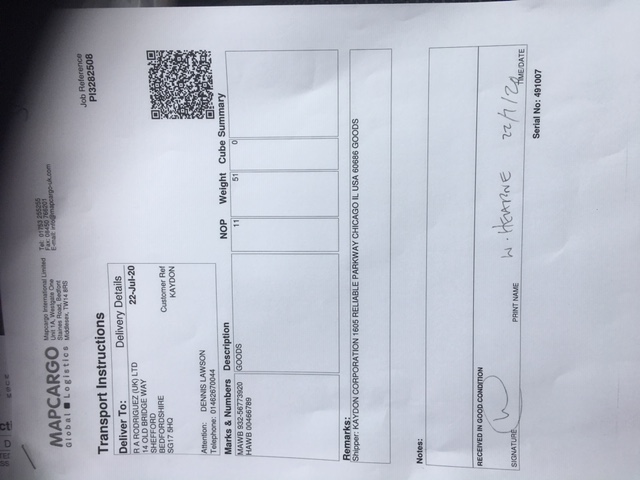 MAPCARGO
Global Logistics
Mapcargo International Limited
Unit 1A, Westgate One
Staines Road, Bedfont
Middlesex, TW14 8RS
Tel: 01753 255255
Fax: 08450 766201
E-mail: info@mapcargo-uk.com
Job Reference
PI3282508
Transport Instructions
Deliver To: Delivery Details
R A RODRIGUEZ (UK) LTD 22-Jul-20
14 OLD BRIDGE WAY
SHEFFORD
BEDFORDSHIRE Customer Ref
SG17 5HQ KAYDON
Attention: DENNIS LAWSON
Telephone: 01462670044
Marks & Numbers Description NOP Weight Cube Summary
MAWB 932-56773920 GOODS 11 51 0
HAWB 00466789
Remarks:
Shipper: KAYDON CORPORATION 1605 RELIABLE PARKWAY CHICAGO IL USA 60686 GOODS
Notes:
RECEIVED IN GOOD CONDITION
SIGNATURE PRINT NAME W. HEARNE 22/7/20 TIME/DATE
Serial No: 491007